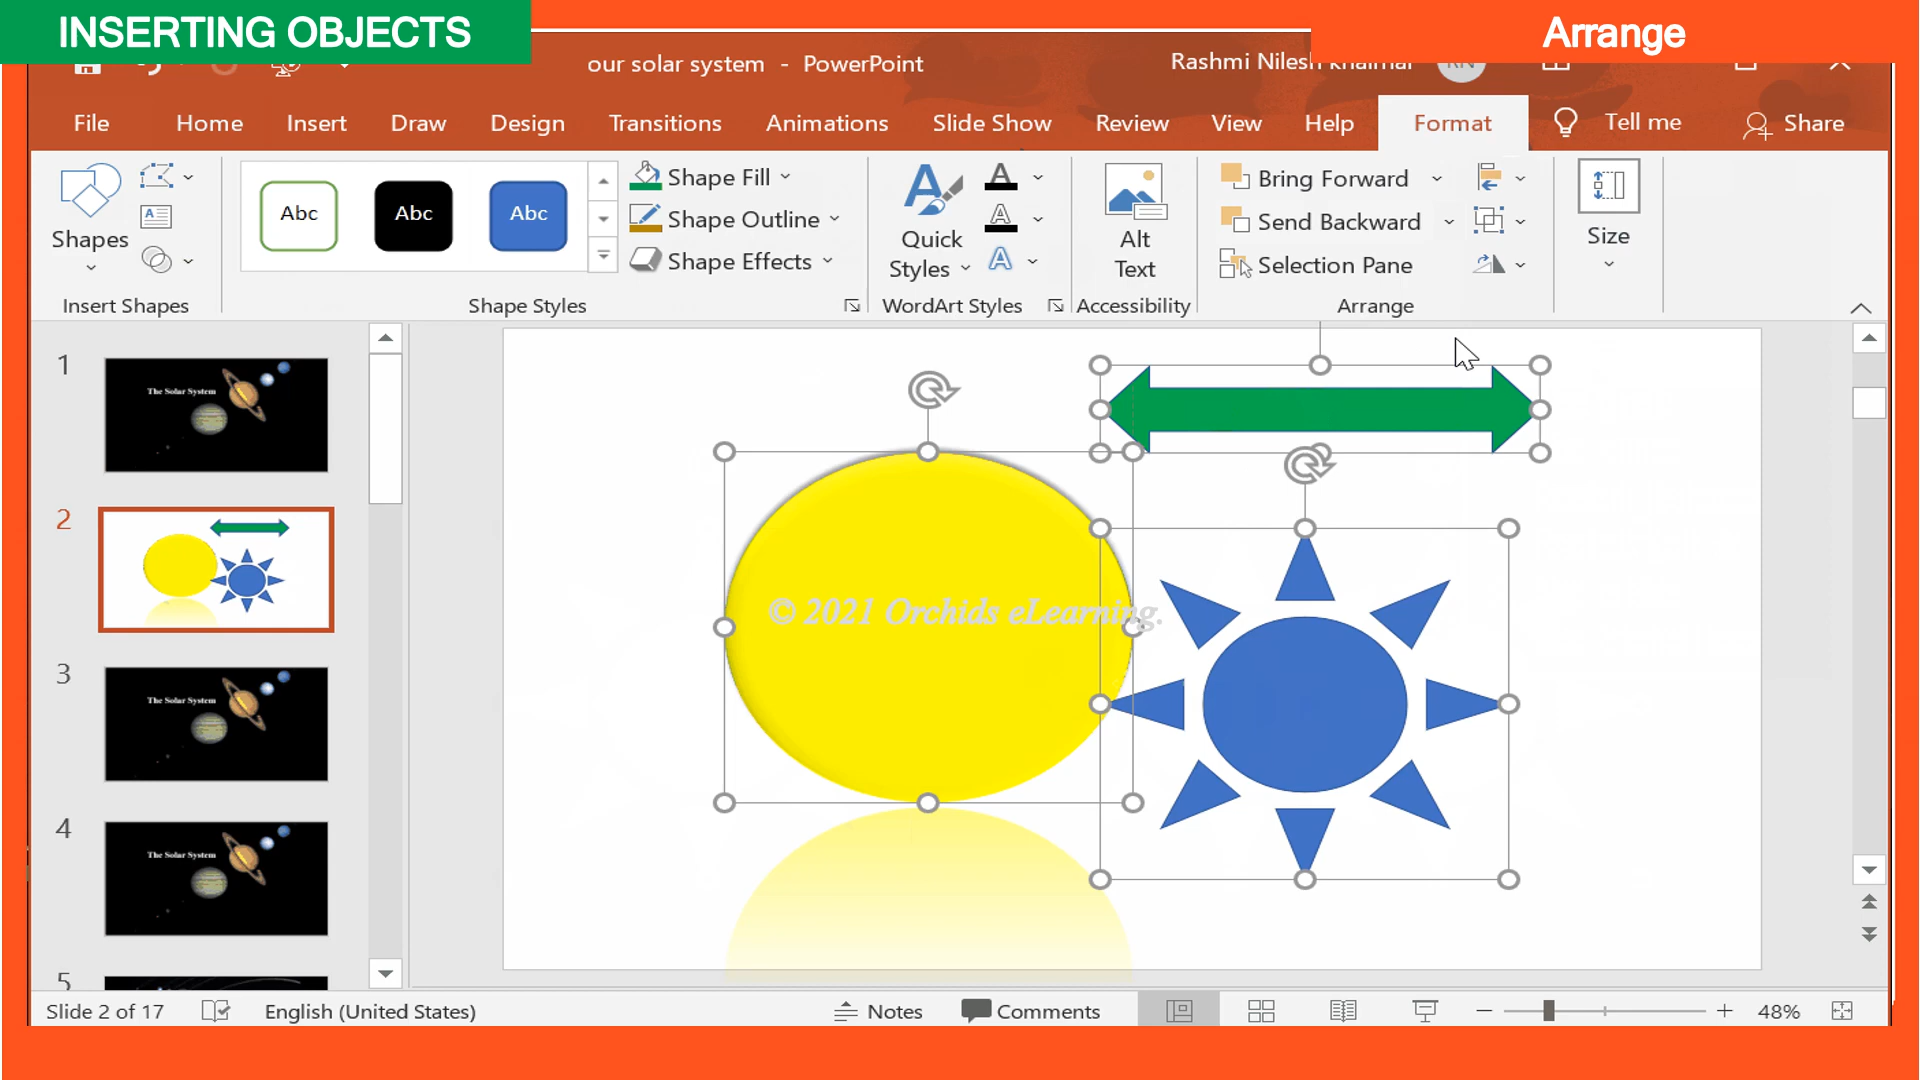 INSERTING OBJECTS
Arrange
our solar system - PowerPoint
Rashmi Nilesh Khairnar
RN
File Home Insert Draw Design Transitions Animations Slide Show Review View Help Format Tell me Share
Shapes
Insert Shapes
Abc Abc Abc
Shape Fill
Shape Outline
Shape Effects
Shape Styles
Quick
Styles
WordArt Styles
Alt
Text
Accessibility
Bring Forward
Send Backward
Selection Pane
Arrange
Size
1
The Solar System
2
3
The Solar System
4
The Solar System
5
© 2021 Orchids eLearning.
Slide 2 of 17 English (United States) Notes Comments 48%